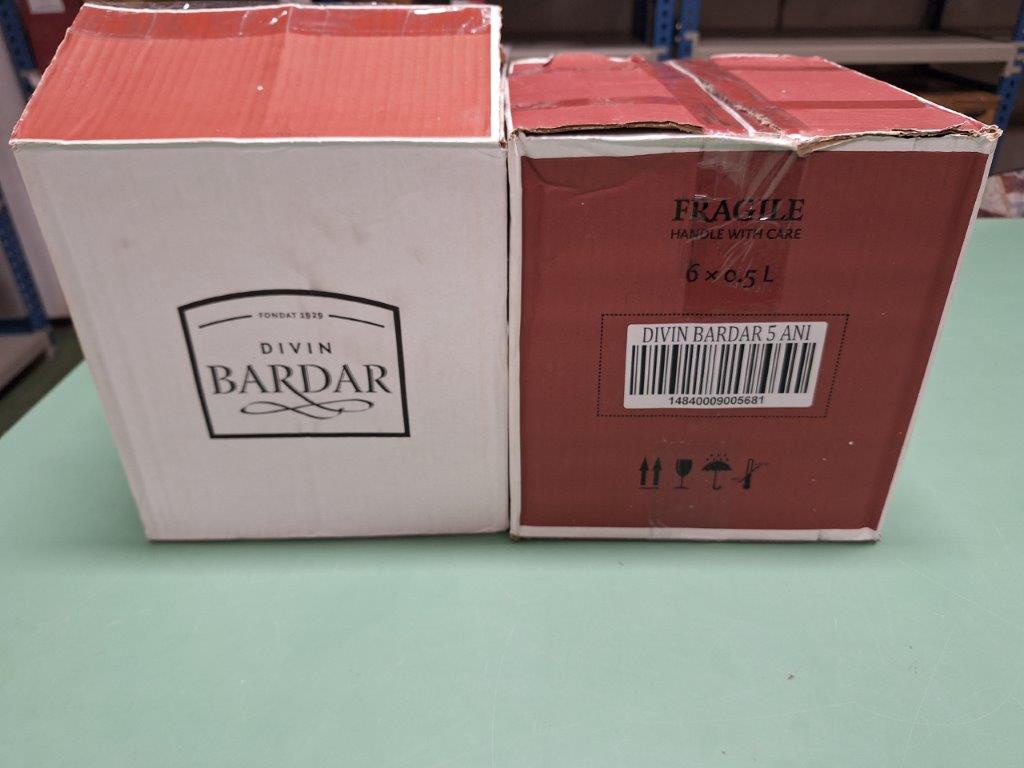 FONDAT 1929
DIVIN
BARDAR
FRAGILE
HANDLE WITH CARE
6 × 0.5 L
DIVIN BARDAR 5 ANI
14840009005681